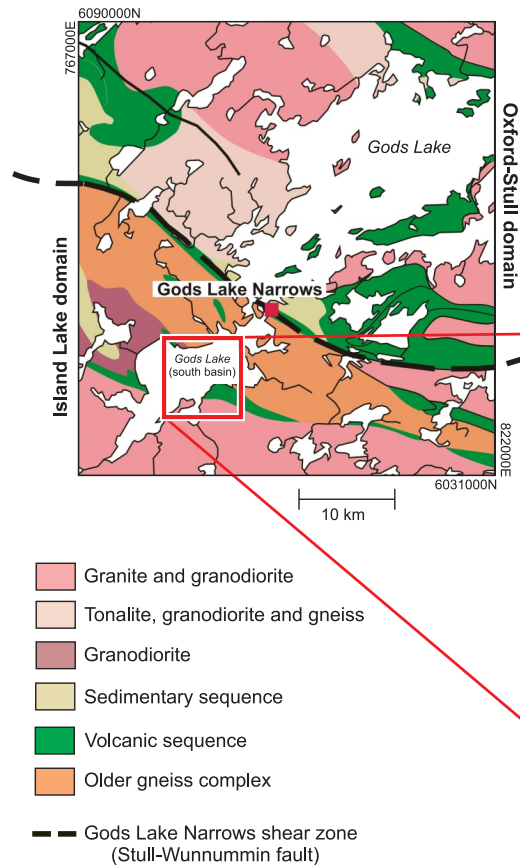 6090000N
767000E
Gods Lake
Oxford-Stull domain
Island Lake domain
Gods Lake Narrows
Gods Lake
(south basin)
822000E
6031000N
10 km
Granite and granodiorite
Tonalite, granodiorite and gneiss
Granodiorite
Sedimentary sequence
Volcanic sequence
Older gneiss complex
Gods Lake Narrows shear zone
(Stull-Wunnummin fault)